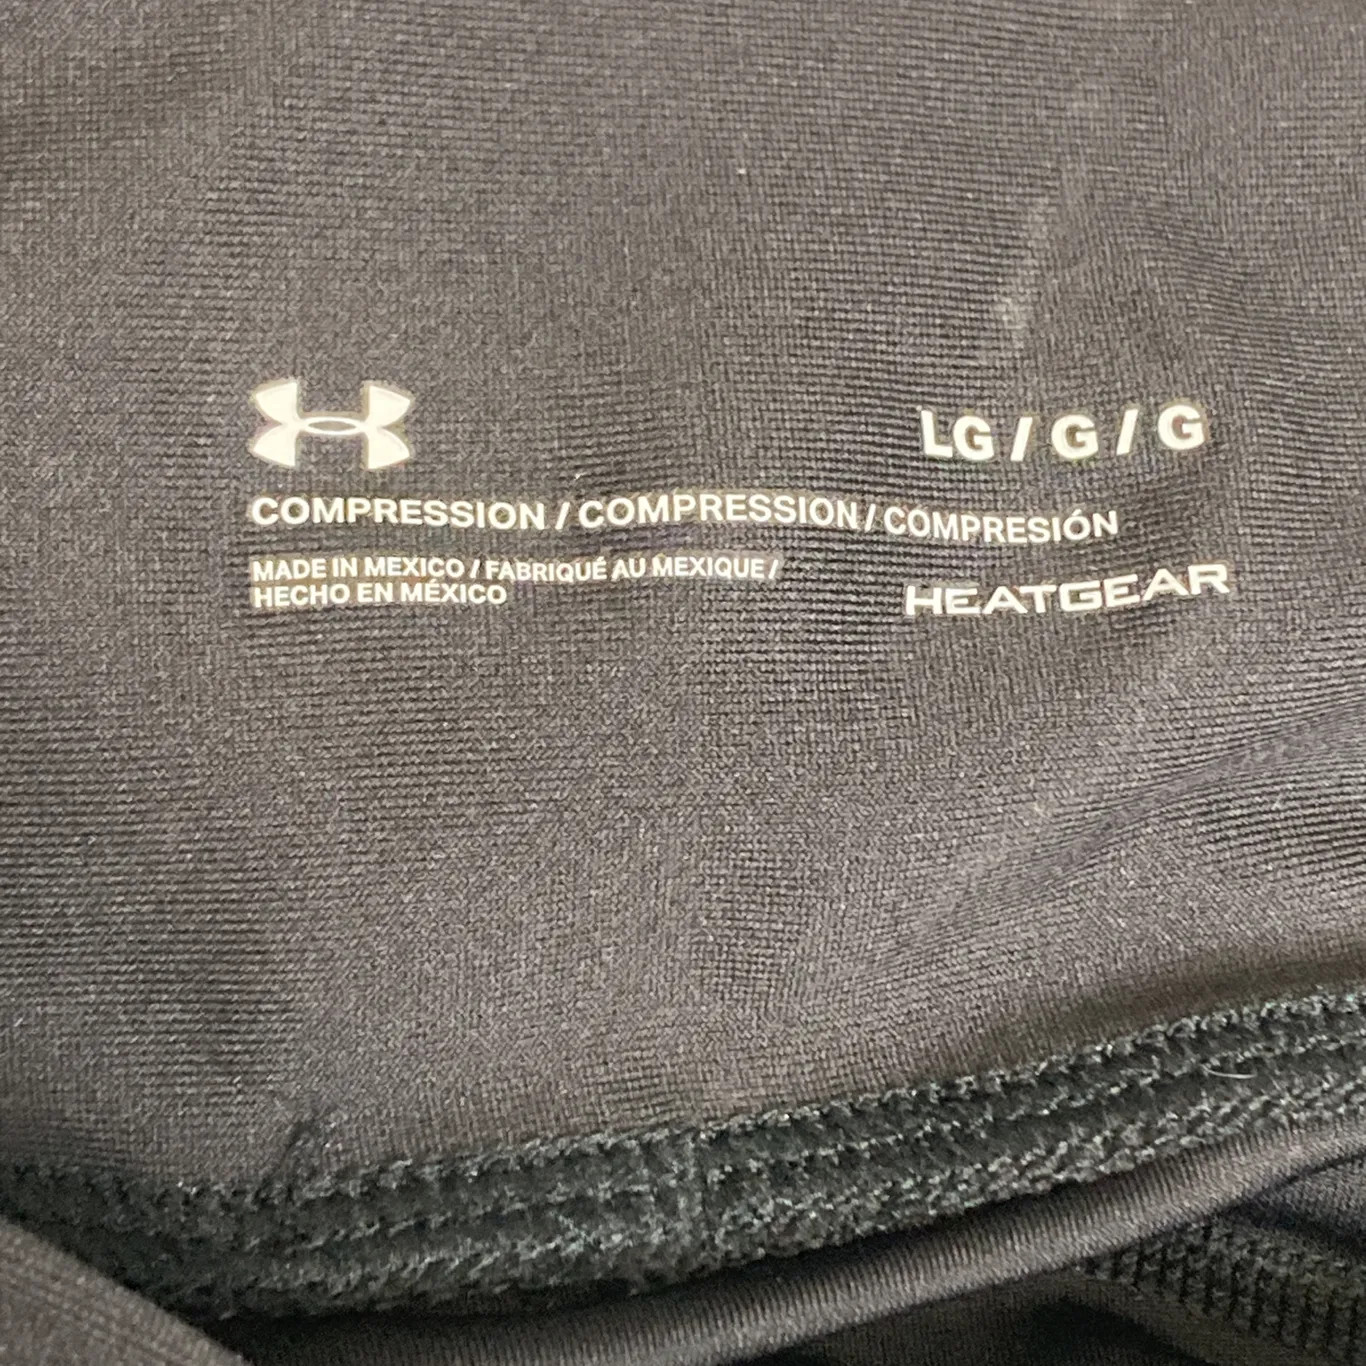 LG / G / G
COMPRESSION / COMPRESSION / COMPRESIÓN
MADE IN MEXICO / FABRIQUÉ AU MEXIQUE /
HECHO EN MÉXICO
HEATGEAR